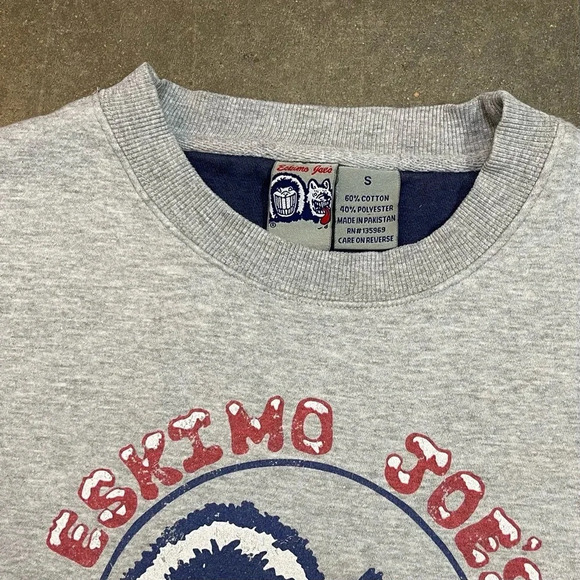 Eskimo Joe's
®
S
60% COTTON
40% POLYESTER
MADE IN PAKISTAN
RN# 135969
CARE ON REVERSE
ESKIMO JOE'S